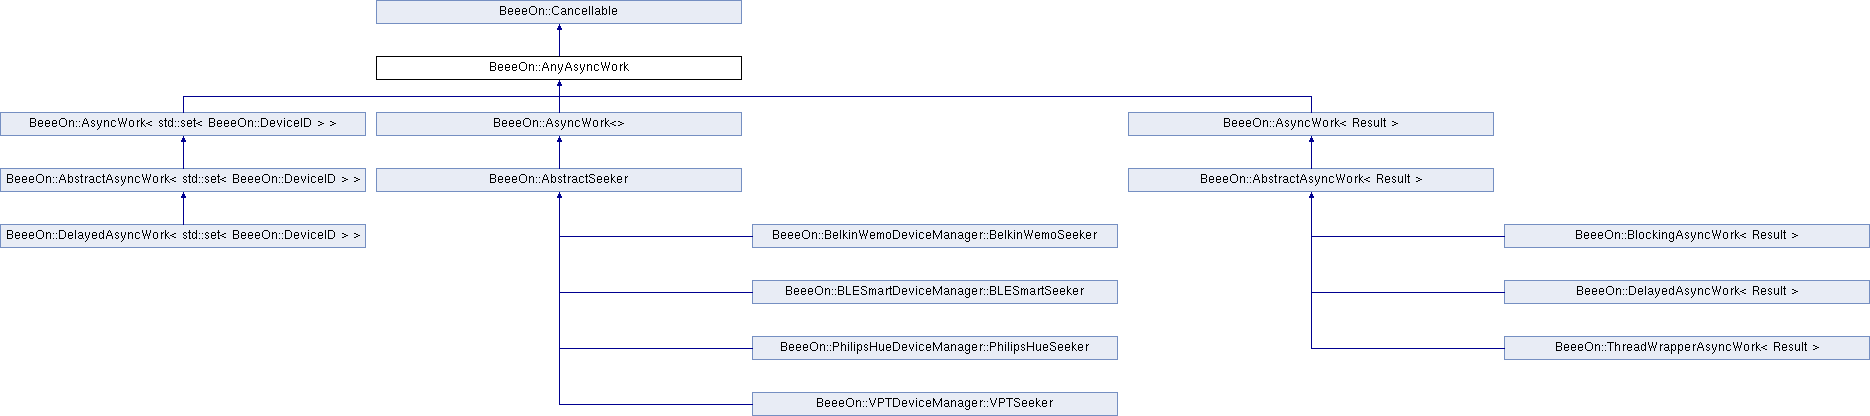 BeeeOn::Cancellable
BeeeOn::AnyAsyncWork
BeeeOn::AsyncWork< std::set< BeeeOn::DeviceID > >
BeeeOn::AsyncWork<>
BeeeOn::AsyncWork< Result >
BeeeOn::AbstractAsyncWork< std::set< BeeeOn::DeviceID > >
BeeeOn::AbstractSeeker
BeeeOn::AbstractAsyncWork< Result >
BeeeOn::DelayedAsyncWork< std::set< BeeeOn::DeviceID > >
BeeeOn::BelkinWemoDeviceManager::BelkinWemoSeeker
BeeeOn::BlockingAsyncWork< Result >
BeeeOn::BLESmartDeviceManager::BLESmartSeeker
BeeeOn::DelayedAsyncWork< Result >
BeeeOn::PhilipsHueDeviceManager::PhilipsHueSeeker
BeeeOn::ThreadWrapperAsyncWork< Result >
BeeeOn::VPTDeviceManager::VPTSeeker